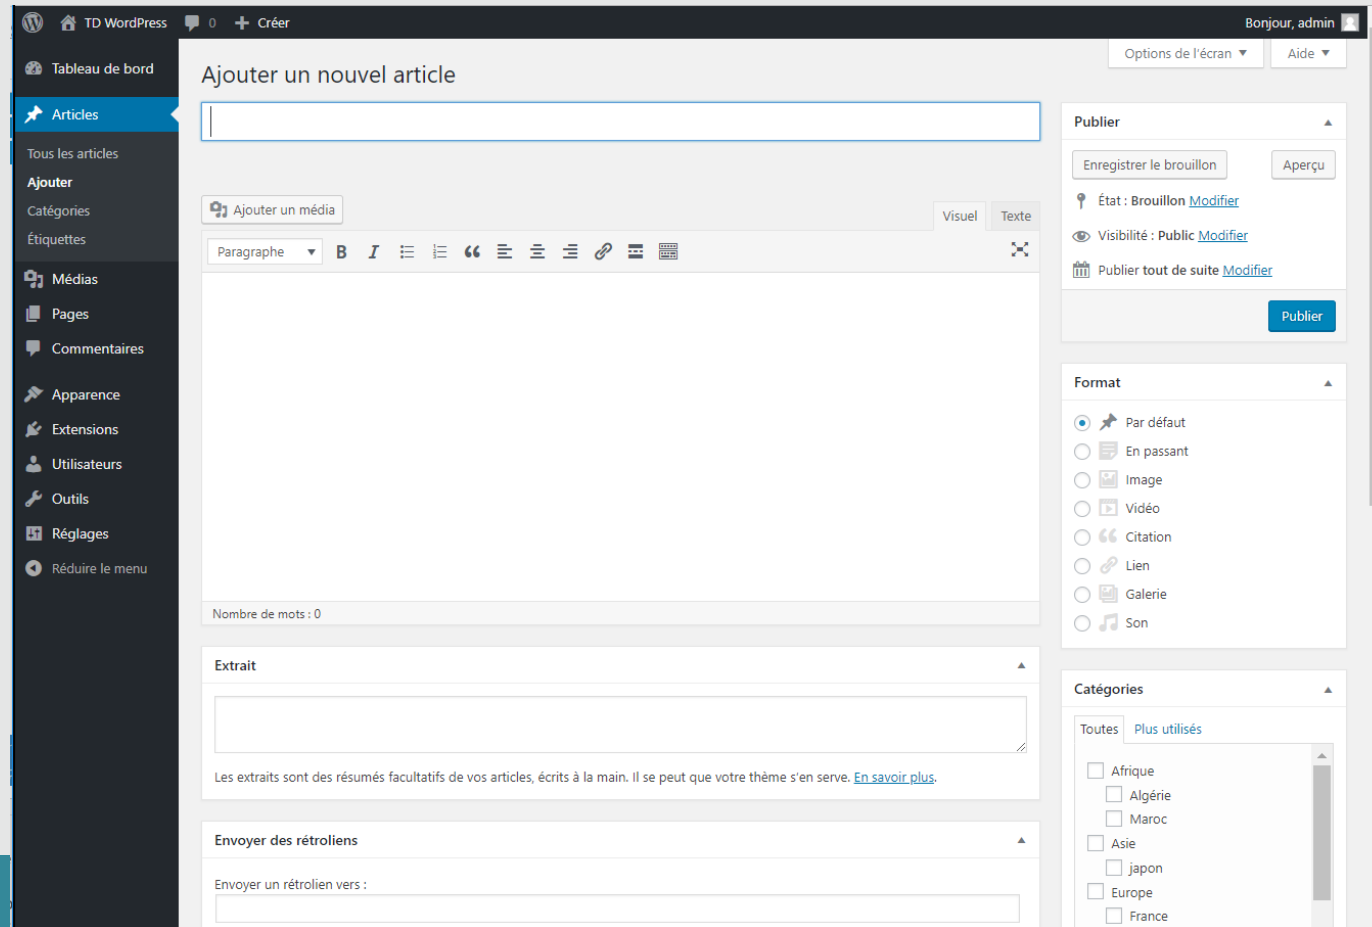 TD WordPress 0 Créer Bonjour, admin
Options de l'écran Aide
Tableau de bord
Articles
Tous les articles
Ajouter
Catégories
Étiquettes
Médias
Pages
Commentaires
Apparence
Extensions
Utilisateurs
Outils
Réglages
Réduire le menu
Ajouter un nouvel article
Ajouter un média
Visuel Texte
Paragraphe B I
Nombre de mots : 0
Extrait
Les extraits sont des résumés facultatifs de vos articles, écrits à la main. Il se peut que votre thème s'en serve. En savoir plus.
Envoyer des rétroliens
Envoyer un rétrolien vers :
Publier
Enregistrer le brouillon Aperçu
État : Brouillon Modifier
Visibilité : Public Modifier
Publier tout de suite Modifier
Publier
Format
Par défaut
En passant
Image
Vidéo
Citation
Lien
Galerie
Son
Catégories
Toutes Plus utilisés
Afrique
Algérie
Maroc
Asie
japon
Europe
France